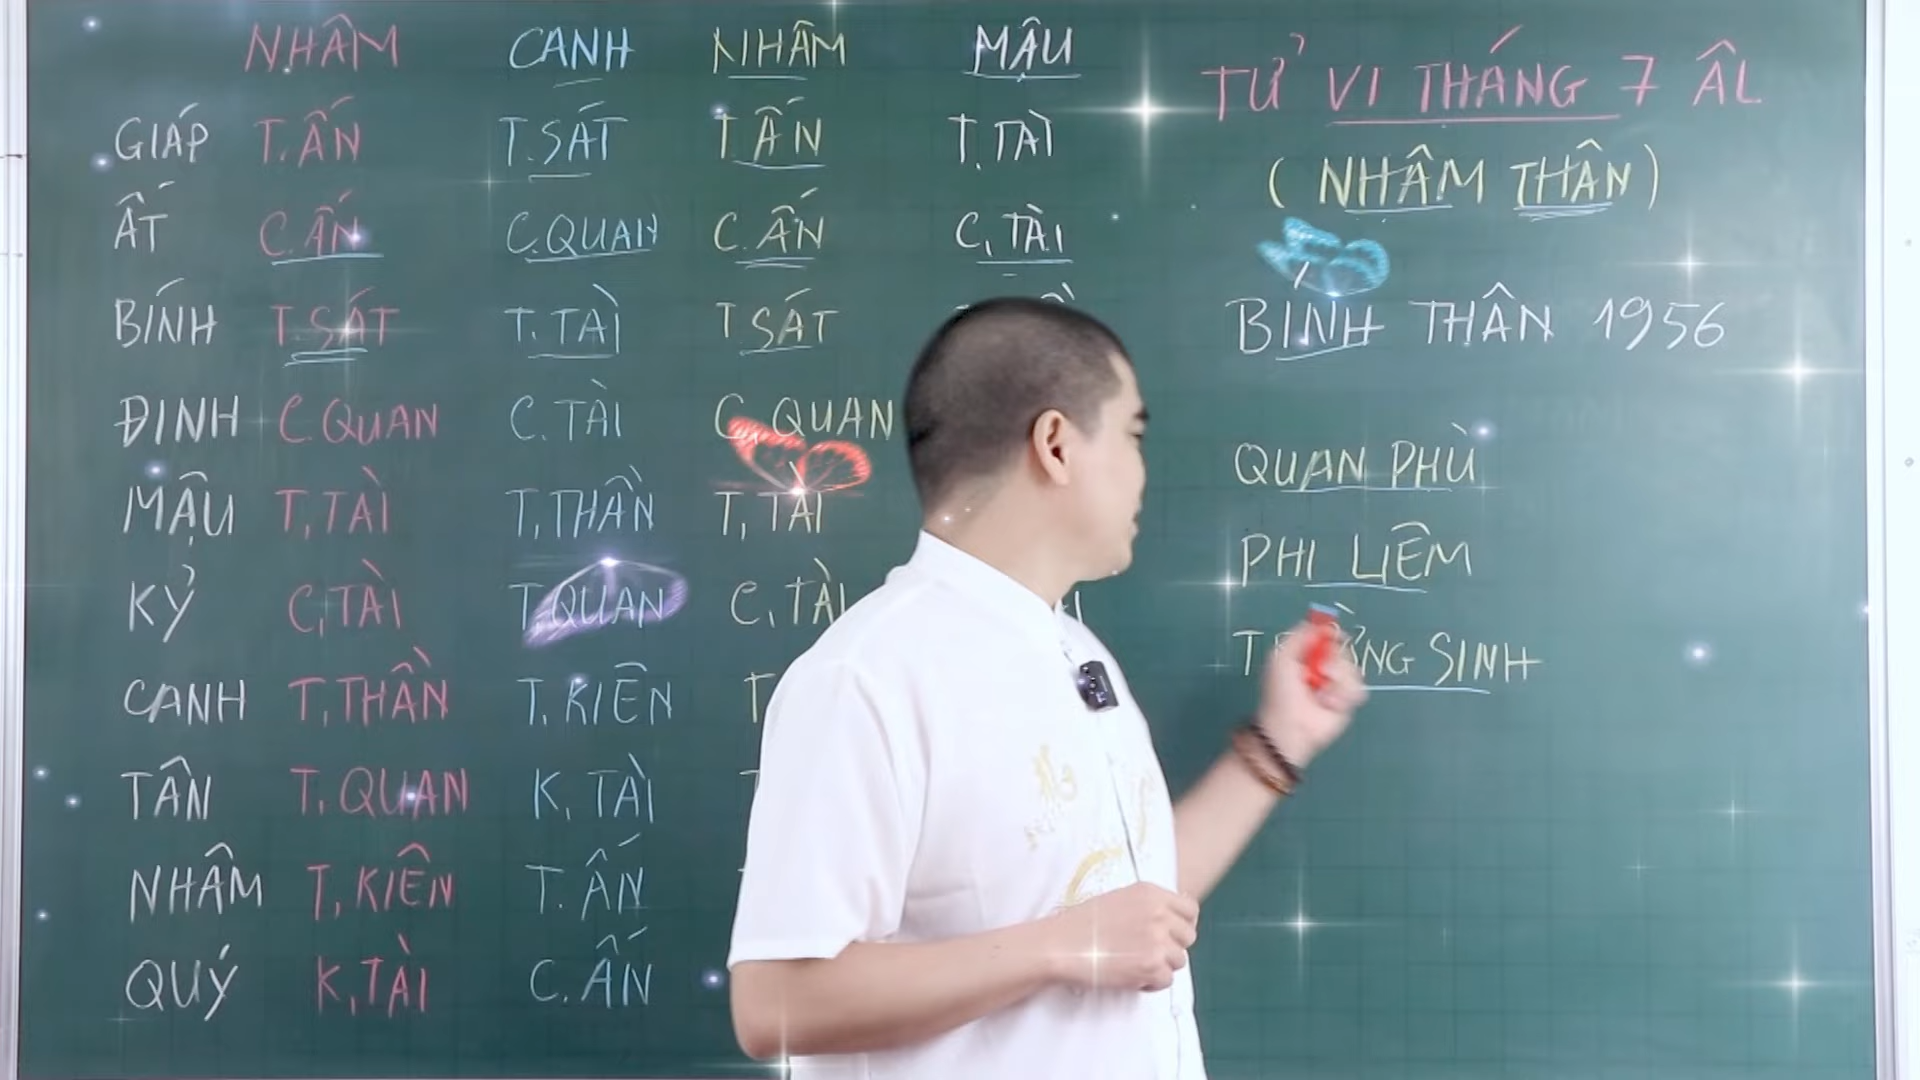 NHÂM CANH NHÂM MẬU
GIÁP T.ẤN T.SÁT T.ẤN T.TÀI
ẤT C.ẤN C.QUAN C.ẤN C.TÀI
BÍNH T.SÁT T.TÀI T.SÁT
ĐINH C.QUAN C.TÀI C.QUAN
MẬU T.TÀI T.THẦN T.TÀI
KỶ C.TÀI T.QUAN C.TÀI
CANH T.THẦN T.KIÊN
TÂN T.QUAN K.TÀI
NHÂM T.KIÊN T.ẤN
QUÝ K.TÀI C.ẤN
TỬ VI THÁNG 7 ÂL
(NHÂM THÂN)
BÍNH THÂN 1956
QUAN PHÙ
PHI LIÊM
SINH